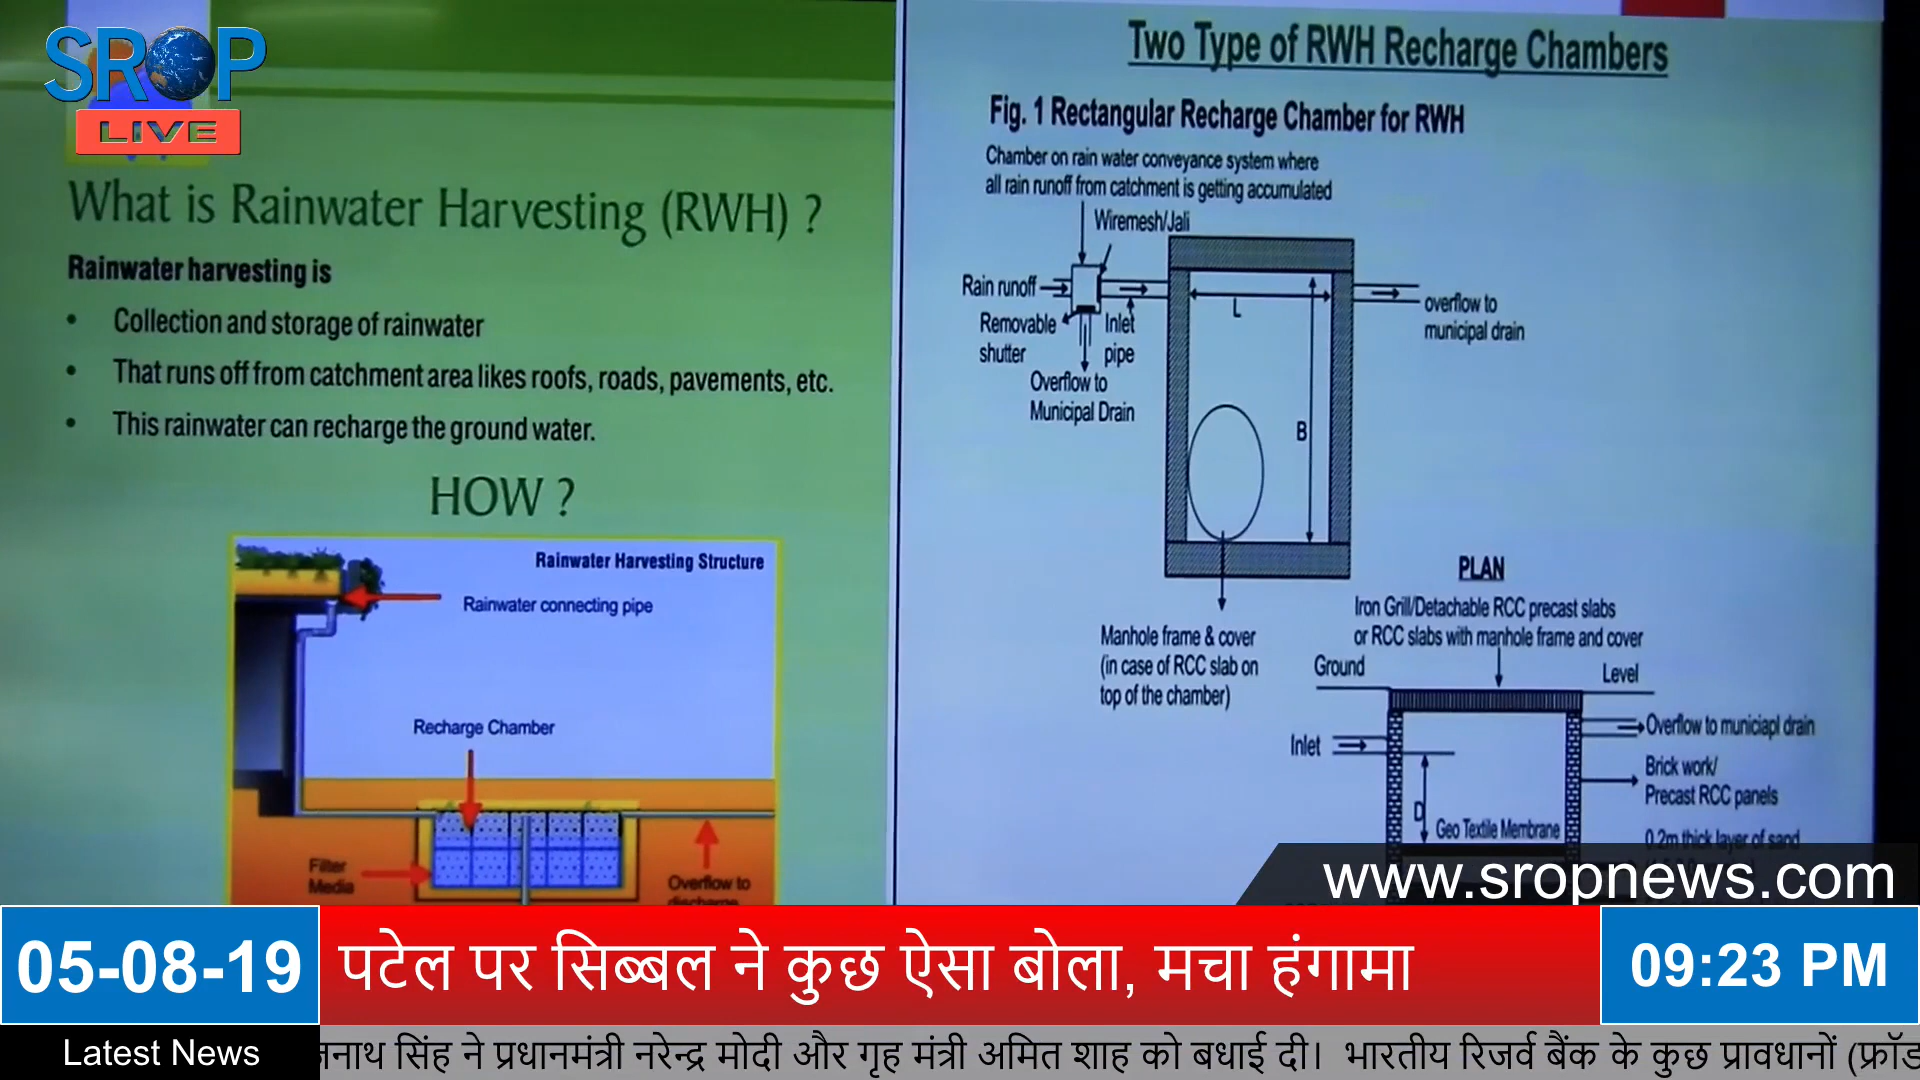 SROP
LIVE
What is Rainwater Harvesting (RWH) ?
Rainwater harvesting is
• Collection and storage of rainwater
• That runs off from catchment area likes roofs, roads, pavements, etc.
• This rainwater can recharge the ground water.
HOW ?
Rainwater Harvesting Structure
Rainwater connecting pipe
Recharge Chamber
Filter
Media
Overflow to
Two Type of RWH Recharge Chambers
Fig. 1 Rectangular Recharge Chamber for RWH
Chamber on rain water conveyance system where
all rain runoff from catchment is getting accumulated
Wiremesh/Jali
Rain runoff
Removable
shutter
Inlet
pipe
Overflow to
Municipal Drain
L
B
overflow to
municipal drain
Manhole frame & cover
(in case of RCC slab on
top of the chamber)
PLAN
Iron Grill/Detachable RCC precast slabs
or RCC slabs with manhole frame and cover
Ground
Level
Inlet
D
Geo Textile Membrane
Overflow to municiapl drain
Brick work/
Precast RCC panels
0.2m thick layer of sand
www.sropnews.com
05-08-19
पटेल पर सिब्बल ने कुछ ऐसा बोला, मचा हंगामा
09:23 PM
Latest News
सिंह ने प्रधानमंत्री नरेन्द्र मोदी और गृह मंत्री अमित शाह को बधाई दी। भारतीय रिजर्व बैंक के कुछ प्रावधानों (फ्रॉड